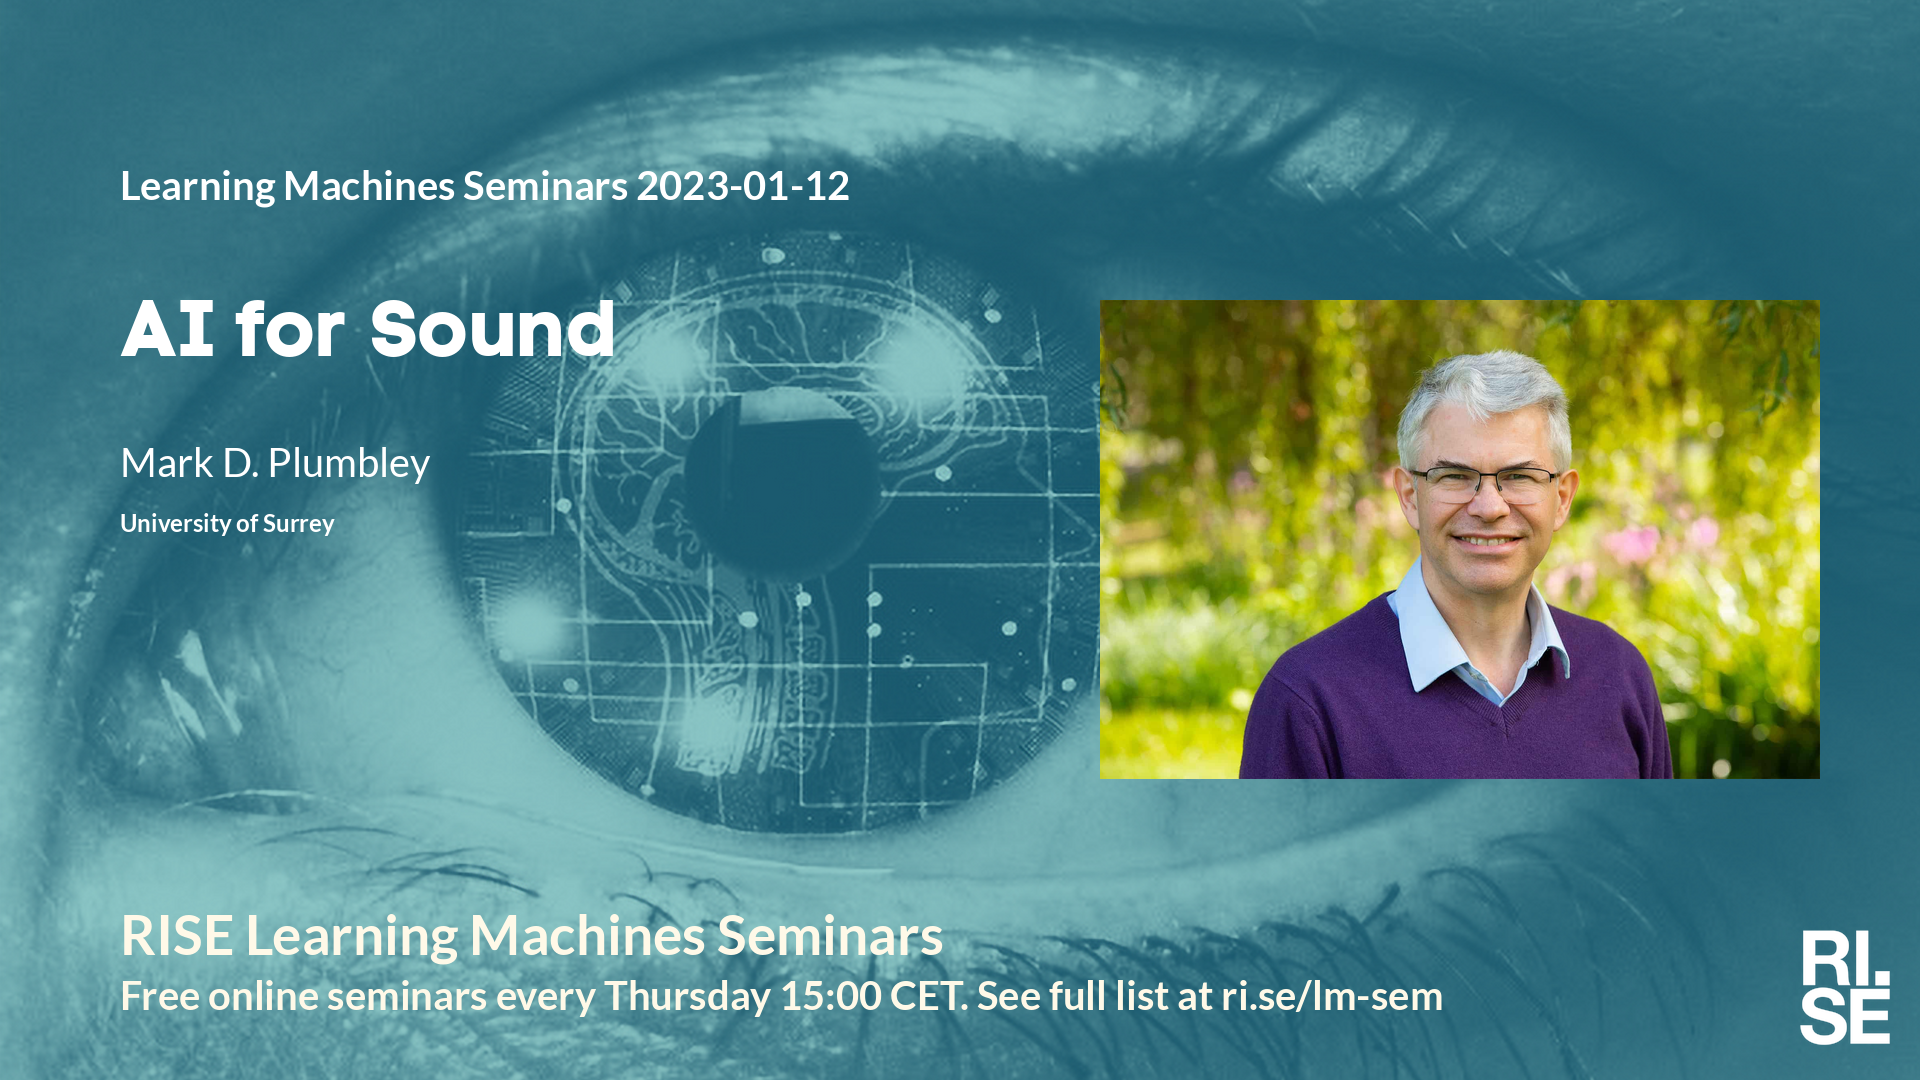 Learning Machines Seminars 2023-01-12
AI for Sound
Mark D. Plumbley
University of Surrey
RISE Learning Machines Seminars
Free online seminars every Thursday 15:00 CET. See full list at ri.se/lm-sem
RI.
SE